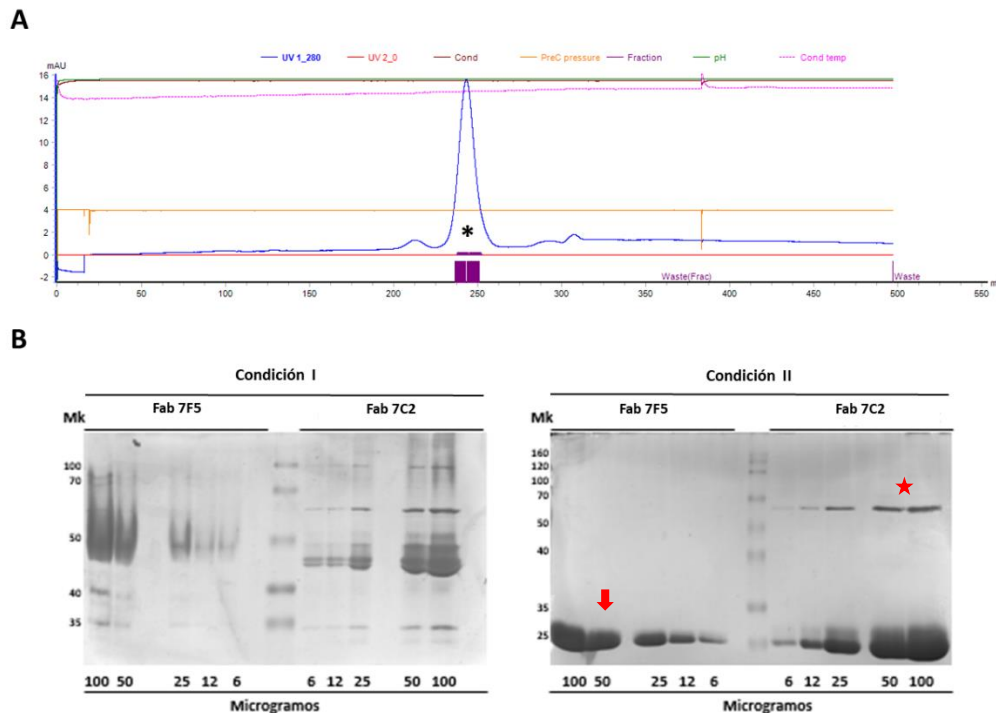 A
UV 1_280 UV 2_0 Cond PreC pressure Fraction pH Cond temp
mAU
16
14
12
10
8
6
4
2
0
-2
*
Waste(Frac) Waste
0 50 100 150 200 250 300 350 400 450 500 550 m
B
Condición I
Fab 7F5 Fab 7C2
Mk
100
70
50
40
35
100 50 25 12 6 6 12 25 50 100
Microgramos
Condición II
Fab 7F5 Fab 7C2
Mk
160
120
100
70
50
40
35
25
100 50 25 12 6 6 12 25 50 100
Microgramos